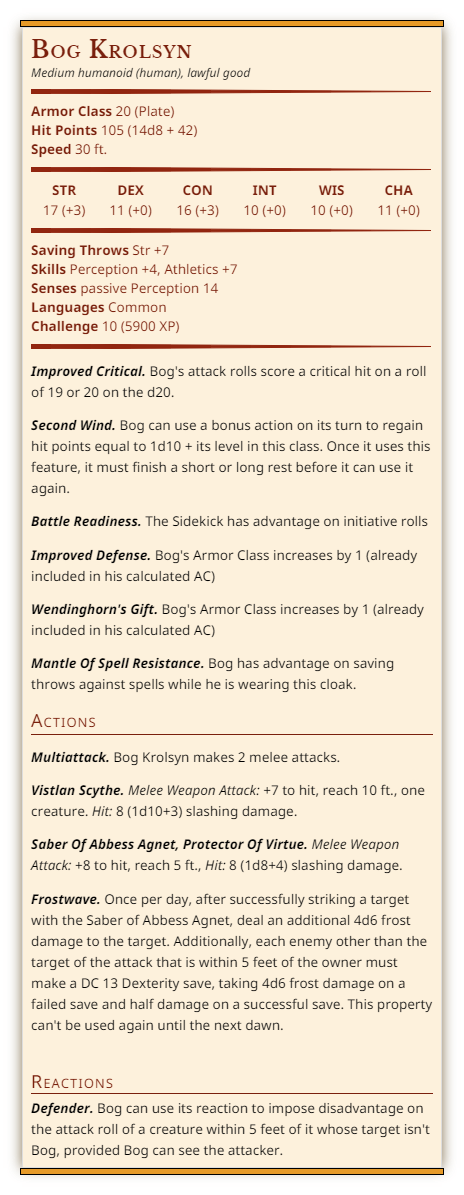 Bog Krolsyn
Medium humanoid (human), lawful good
Armor Class 20 (Plate)
Hit Points 105 (14d8 + 42)
Speed 30 ft.
STR DEX CON INT WIS CHA
17 (+3) 11 (+0) 16 (+3) 10 (+0) 10 (+0) 11 (+0)
Saving Throws Str +7
Skills Perception +4, Athletics +7
Senses passive Perception 14
Languages Common
Challenge 10 (5900 XP)
Improved Critical. Bog's attack rolls score a critical hit on a roll
of 19 or 20 on the d20.
Second Wind. Bog can use a bonus action on its turn to regain
hit points equal to 1d10 + its level in this class. Once it uses this
feature, it must finish a short or long rest before it can use it
again.
Battle Readiness. The Sidekick has advantage on initiative rolls
Improved Defense. Bog's Armor Class increases by 1 (already
included in his calculated AC)
Wendinghorn's Gift. Bog's Armor Class increases by 1 (already
included in his calculated AC)
Mantle Of Spell Resistance. Bog has advantage on saving
throws against spells while he is wearing this cloak.
Actions
Multiattack. Bog Krolsyn makes 2 melee attacks.
Vistlan Scythe. Melee Weapon Attack: +7 to hit, reach 10 ft., one
creature. Hit: 8 (1d10+3) slashing damage.
Saber Of Abbess Agnet, Protector Of Virtue. Melee Weapon
Attack: +8 to hit, reach 5 ft., Hit: 8 (1d8+4) slashing damage.
Frostwave. Once per day, after successfully striking a target
with the Saber of Abbess Agnet, deal an additional 4d6 frost
damage to the target. Additionally, each enemy other than the
target of the attack that is within 5 feet of the owner must
make a DC 13 Dexterity save, taking 4d6 frost damage on a
failed save and half damage on a successful save. This property
can't be used again until the next dawn.
Reactions
Defender. Bog can use its reaction to impose disadvantage on
the attack roll of a creature within 5 feet of it whose target isn't
Bog, provided Bog can see the attacker.